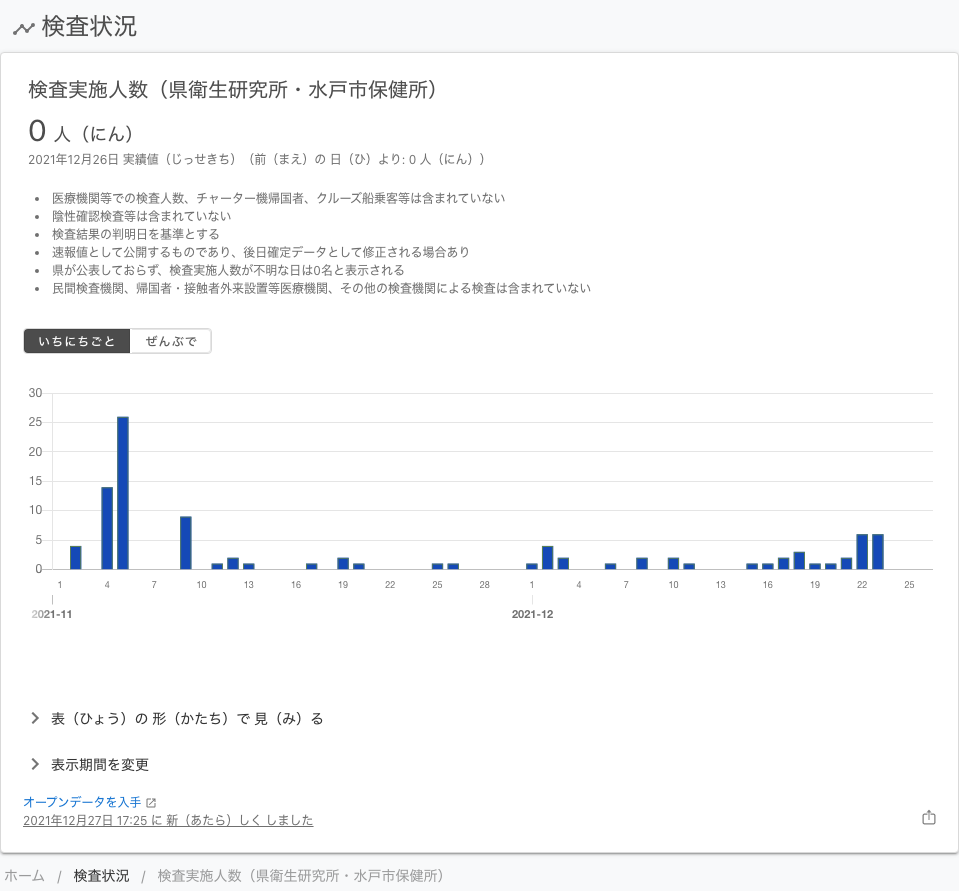 検査状況
検査実施人数（県衛生研究所・水戸市保健所）
0 人（にん）
2021年12月26日 実績値（じっせきち）（前（まえ）の 日（ひ）より: 0 人（にん））
医療機関等での検査人数、チャーター機帰国者、クルーズ船乗客等は含まれていない
陰性確認検査等は含まれていない
検査結果の判明日を基準とする
速報値として公開するものであり、後日確定データとして修正される場合あり
県が公表しておらず、検査実施人数が不明な日は0名と表示される
民間検査機関、帰国者・接触者外来設置等医療機関、その他の検査機関による検査は含まれていない
いちにちごと ぜんぶで
30
25
20
15
10
5
0
1 4 7 10 13 16 19 22 25 28 1 4 7 10 13 16 19 22 25
2021-11 2021-12
表（ひょう）の 形（かたち）で 見（み）る
表示期間を変更
オープンデータを入手
2021年12月27日 17:25 に 新（あたら）しく しました
ホーム / 検査状況 / 検査実施人数（県衛生研究所・水戸市保健所）